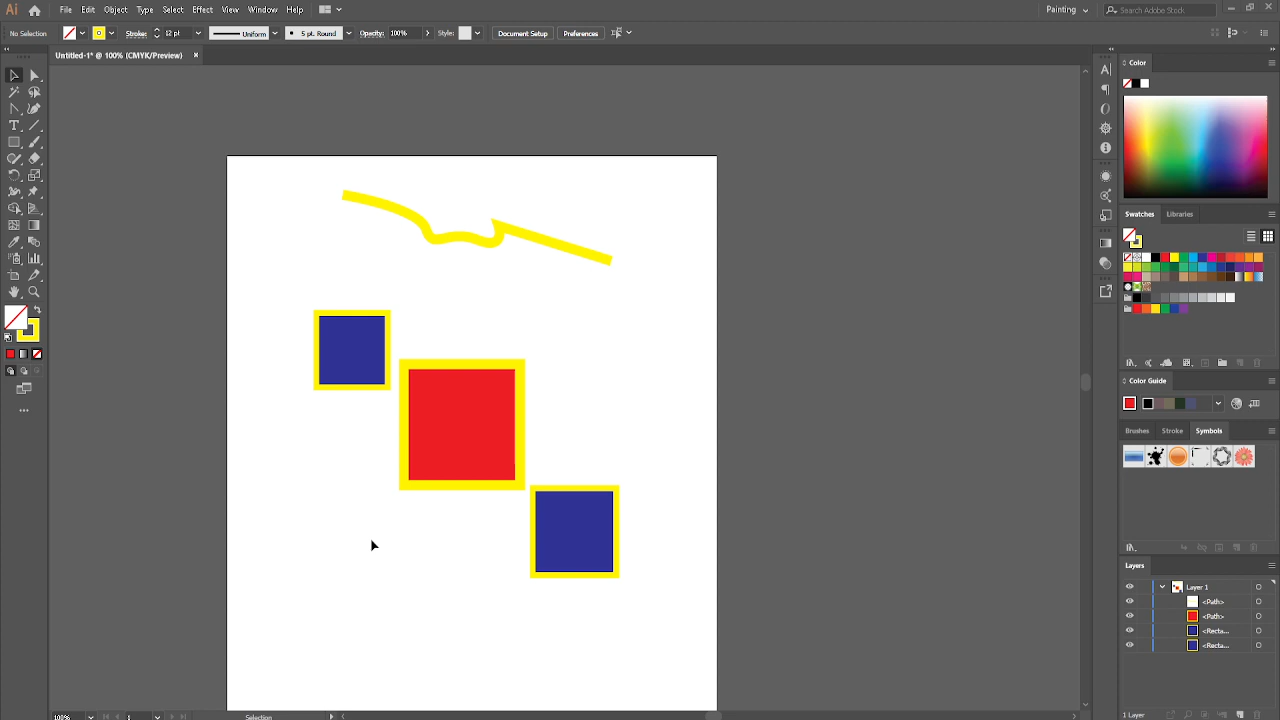 Ai File Edit Object Type Select Effect View Window Help Painting Search Adobe Stock
No Selection Stroke: 12 pt Uniform 5 pt. Round Opacity: 100% Style: Document Setup Preferences
Untitled-1* @ 100% (CMYK/Preview) ×
Color
Swatches Libraries
Color Guide
Brushes Stroke Symbols
Layers
Layer 1
<Path>
<Path>
<Recta...
<Recta...
100% 1 Selection 1 Layer